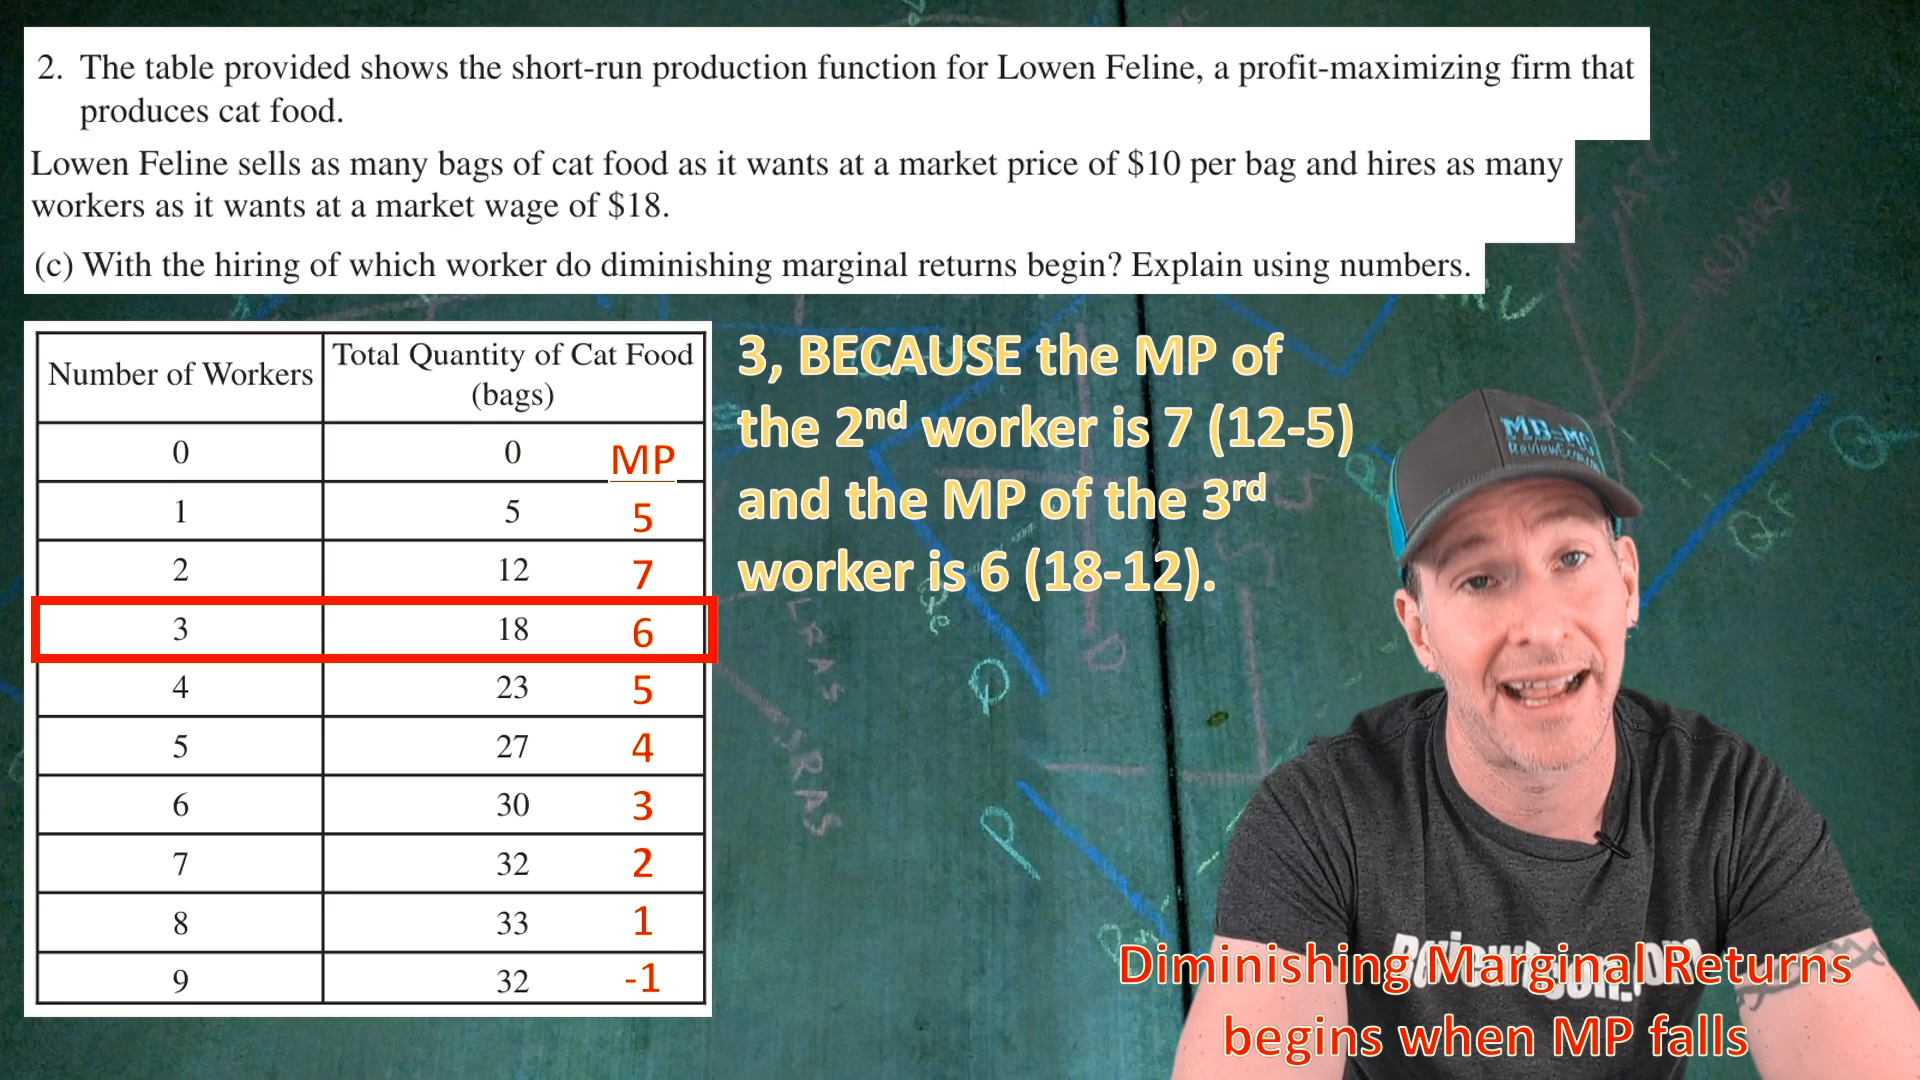 2. The table provided shows the short-run production function for Lowen Feline, a profit-maximizing firm that
produces cat food.
Lowen Feline sells as many bags of cat food as it wants at a market price of $10 per bag and hires as many
workers as it wants at a market wage of $18.
(c) With the hiring of which worker do diminishing marginal returns begin? Explain using numbers.
Number of Workers Total Quantity of Cat Food
(bags)
0 0 MP
1 5 5
2 12 7
3 18 6
4 23 5
5 27 4
6 30 3
7 32 2
8 33 1
9 32 -1
3, BECAUSE the MP of
the 2nd worker is 7 (12-5)
and the MP of the 3rd
worker is 6 (18-12).
MB=MC
Diminishing Marginal Returns
begins when MP falls
LRAS
SRAS
D
Q
P